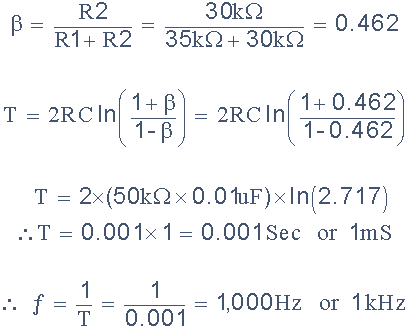 β = R2 / R1 + R2 = 30kΩ / 35kΩ + 30kΩ = 0.462
T = 2RC ln( 1 + β / 1 - β ) = 2RC ln( 1 + 0.462 / 1 - 0.462 )
T = 2×(50kΩ × 0.01uF) × ln(2.717)
∴ T = 0.001 × 1 = 0.001Sec or 1mS
∴ f = 1 / T = 1 / 0.001 = 1,000Hz or 1kHz